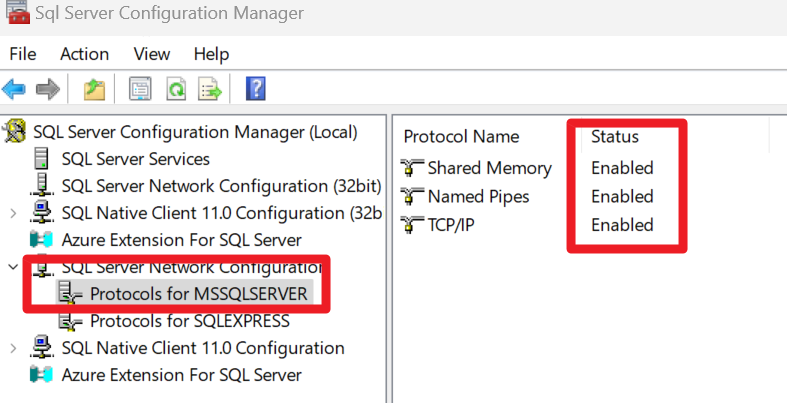 Sql Server Configuration Manager
File Action View Help
SQL Server Configuration Manager (Local)
SQL Server Services
SQL Server Network Configuration (32bit)
SQL Native Client 11.0 Configuration (32b
Azure Extension For SQL Server
SQL Server Network Configuration
Protocols for MSSQLSERVER
Protocols for SQLEXPRESS
SQL Native Client 11.0 Configuration
Azure Extension For SQL Server
Protocol Name Status
Shared Memory Enabled
Named Pipes Enabled
TCP/IP Enabled